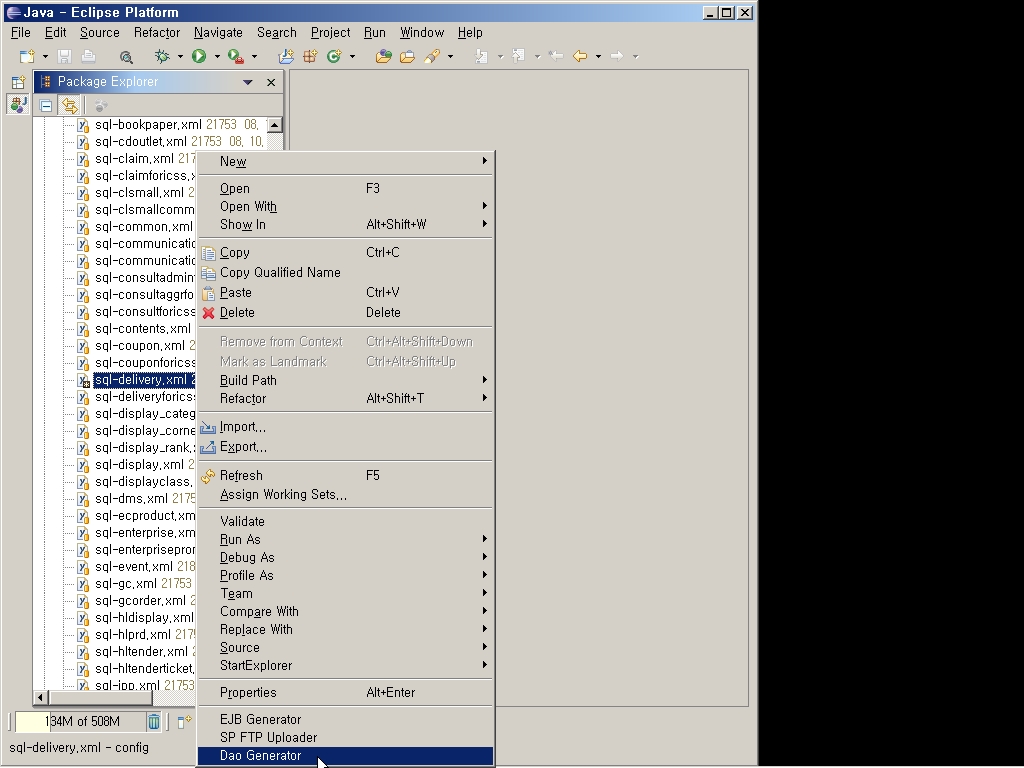 Java - Eclipse Platform
File Edit Source Refactor Navigate Search Project Run Window Help
Package Explorer
sql-bookpaper,xml 21753 08,
sql-cdoutlet,xml 21753 08, 10,
sql-claim,xml 217
sql-claimforicss,x
sql-clsmall,xml 2
sql-clsmallcomm
sql-common,xml
sql-communicatio
sql-communicatio
sql-consultadmin
sql-consultaggrfo
sql-consultforicss
sql-contents,xml
sql-coupon,xml
sql-couponforicss
sql-delivery,xml 2
sql-deliveryforics
sql-display_categ
sql-display_corne
sql-display_rank,
sql-display,xml 2
sql-displayclass,
sql-dms,xml 2175
sql-ecproduct,xm
sql-enterprise,xm
sql-enterprisepror
sql-event,xml 218
sql-gc,xml 21753
sql-gcorder,xml 2
sql-hldisplay,xml
sql-hlprd,xml 217
sql-hltender,xml
sql-hltenderticket,
sql-ipp,xml 21753
New
Open F3
Open With
Show In Alt+Shift+W
Copy Ctrl+C
Copy Qualified Name
Paste Ctrl+V
Delete Delete
Remove from Context Ctrl+Alt+Shift+Down
Mark as Landmark Ctrl+Alt+Shift+Up
Build Path
Refactor Alt+Shift+T
Import,,,
Export,,,
Refresh F5
Assign Working Sets,,,
Validate
Run As
Debug As
Profile As
Team
Compare With
Replace With
Source
StartExplorer
Properties Alt+Enter
EJB Generator
SP FTP Uploader
Dao Generator
134M of 508M
sql-delivery,xml - config